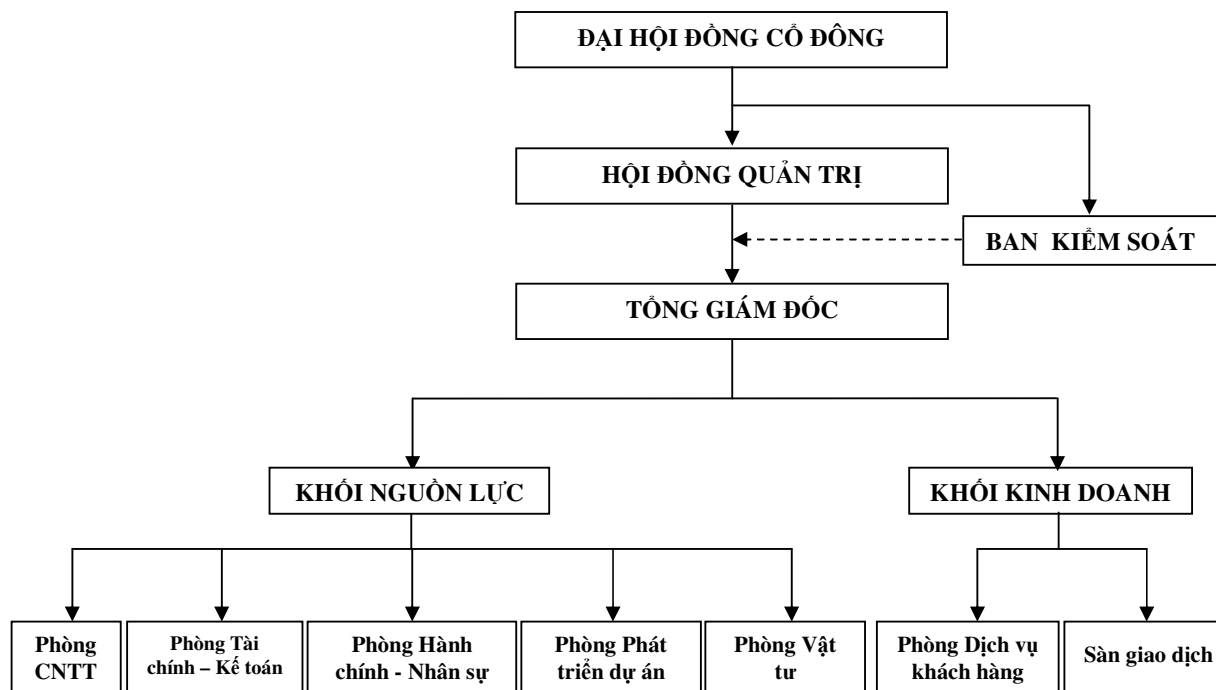 ĐẠI HỘI ĐỒNG CỔ ĐÔNG
HỘI ĐỒNG QUẢN TRỊ
BAN KIỂM SOÁT
TỔNG GIÁM ĐỐC
KHỐI NGUỒN LỰC
KHỐI KINH DOANH
Phòng
CNTT
Phòng Tài
chính – Kế toán
Phòng Hành
chính - Nhân sự
Phòng Phát
triển dự án
Phòng Vật
tư
Phòng Dịch vụ
khách hàng
Sàn giao dịch